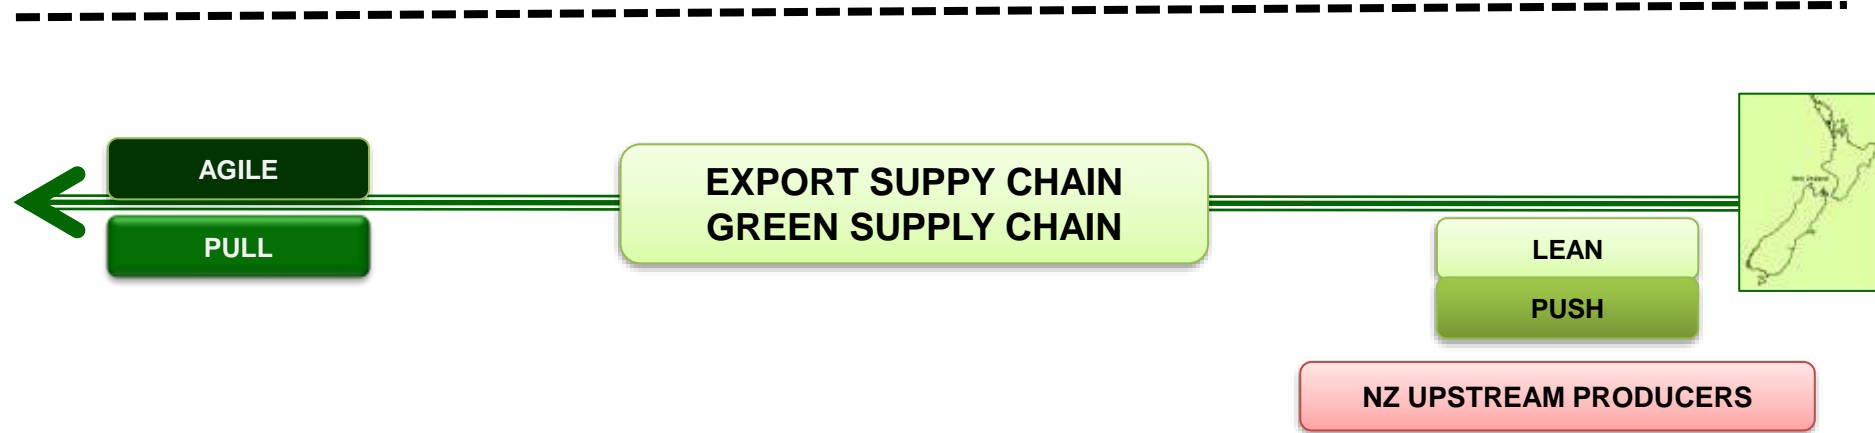 AGILE
PULL
EXPORT SUPPY CHAIN
GREEN SUPPLY CHAIN
LEAN
PUSH
NZ UPSTREAM PRODUCERS